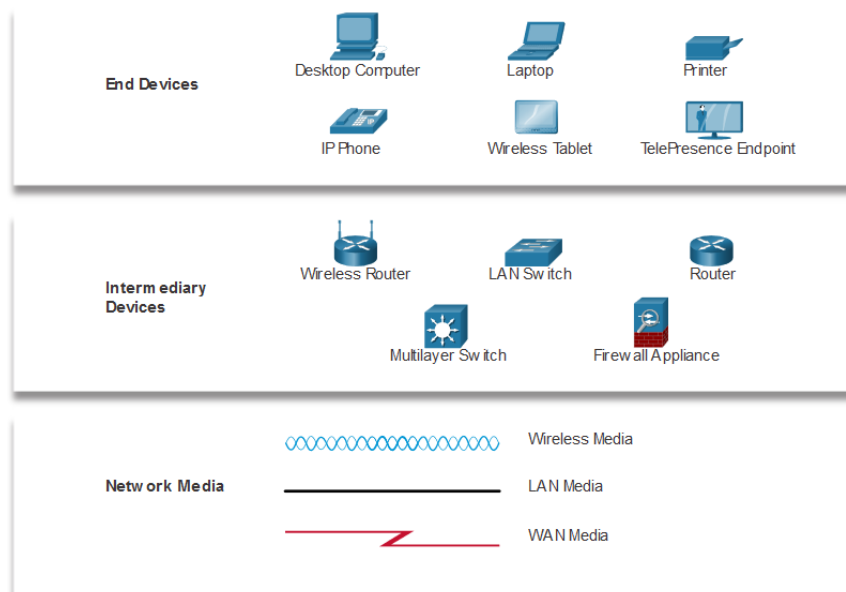 End Devices
Desktop Computer
Laptop
Printer
IP Phone
Wireless Tablet
TelePresence Endpoint
Intermediary
Devices
Wireless Router
LAN Switch
Router
Multilayer Switch
Firewall Appliance
Network Media
Wireless Media
LAN Media
WAN Media